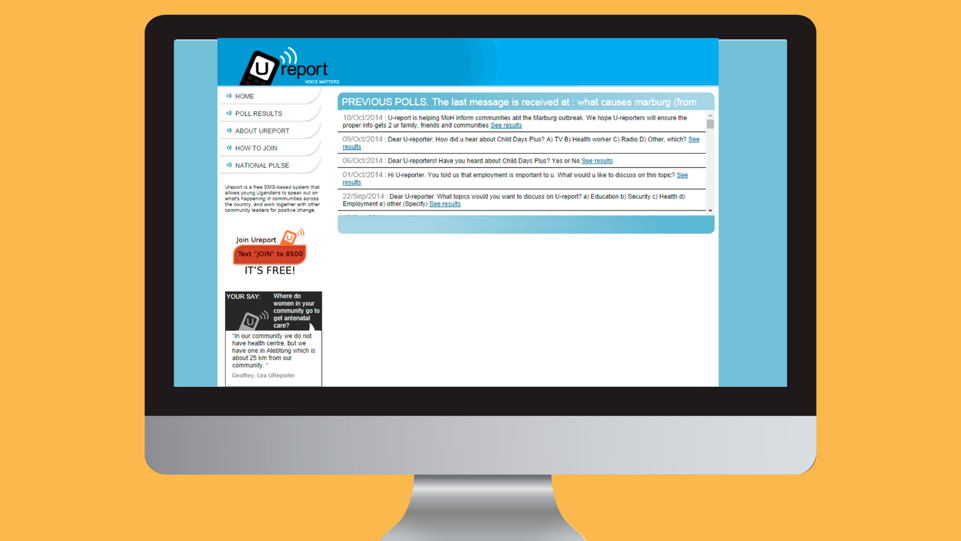 U
report
VOICE MATTERS
HOME
POLL RESULTS
ABOUT UREPORT
HOW TO JOIN
NATIONAL PULSE
Ureport is a free SMS-based system that
allows young Ugandans to speak out on
what's happening in communities across
the country, and work together with other
community leaders for positive change.
Join Ureport
U
Text "JOIN" to 8500
IT'S FREE!
YOUR SAY:
Where do
women in your
community go to
get antenatal
care?
U
"In our community we do not
have health centre, but we
have one in Alebtong which is
about 25 km from our
community. "
Geoffrey, Lira UReporter
PREVIOUS POLLS. The last message is received at : what causes marburg (from
10/Oct/2014 : U-report is helping MoH inform communities abt the Marburg outbreak. We hope U-reporters will ensure the
proper info gets 2 ur family, friends and communities See results
09/Oct/2014 : Dear U-reporter; How did u hear about Child Days Plus? A) TV B) Health worker C) Radio D) Other, which? See
results
06/Oct/2014 : Dear U-reporters! Have you heard about Child Days Plus? Yes or No See results
01/Oct/2014 : Hi U-reporter. You told us that employment is important to u. What would you like to discuss on this topic? See
results
22/Sep/2014 : Dear U-reporter: What topics would you want to discuss on U-report? a) Education b) Security c) Health d)
Employment e) other (Specify) See results